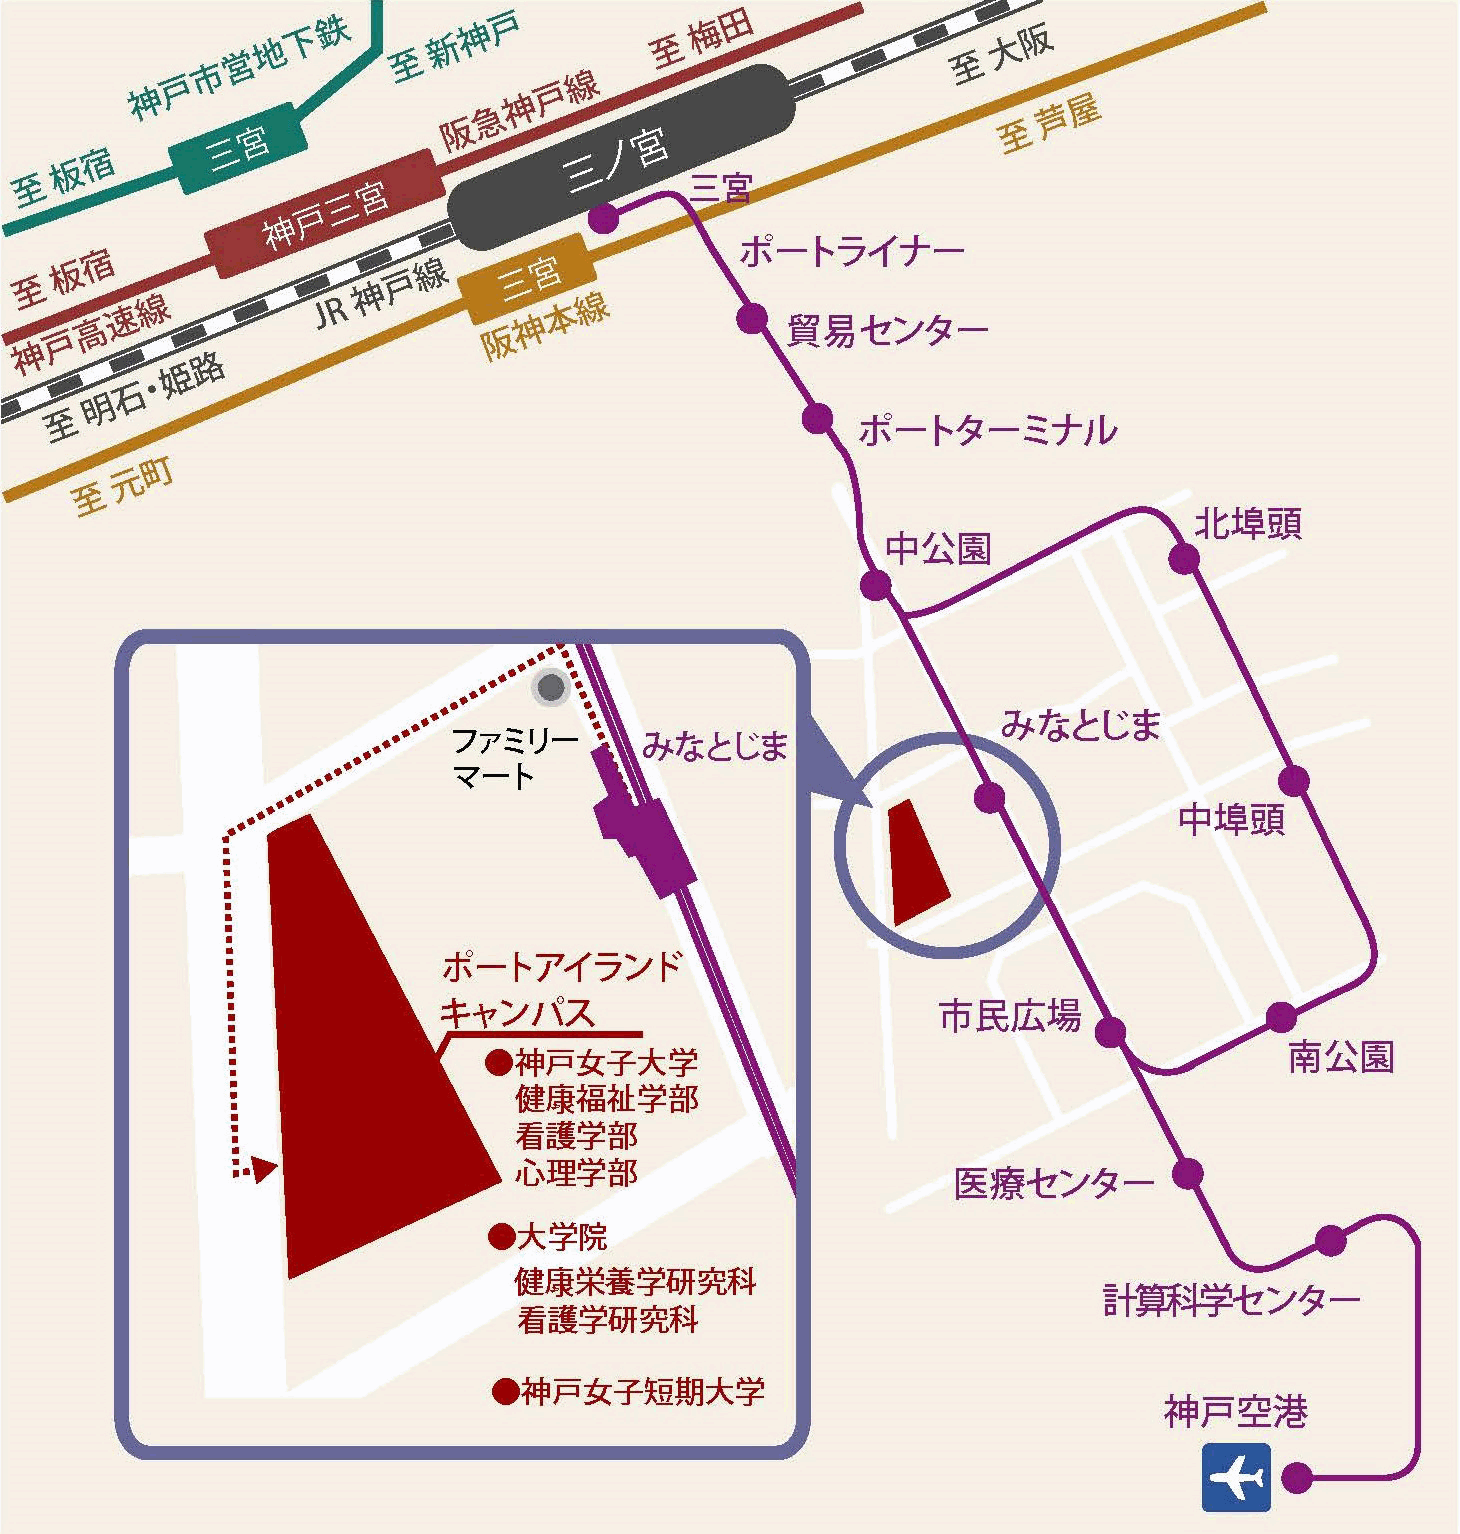 神戸市営地下鉄
至 新神戸
至 梅田
至 大阪
三宮
阪急神戸線
三ノ宮
至 芦屋
至 板宿
神戸三宮
三宮
至 板宿
神戸高速線
JR 神戸線
三宮
阪神本線
ポートライナー
貿易センター
至 明石・姫路
至 元町
ポートターミナル
中公園
北埠頭
みなとじま
中埠頭
市民広場
南公園
医療センター
計算科学センター
神戸空港
ファミリー
マート
みなとじま
ポートアイランド
キャンパス
●神戸女子大学
健康福祉学部
看護学部
心理学部
●大学院
健康栄養学研究科
看護学研究科
●神戸女子短期大学